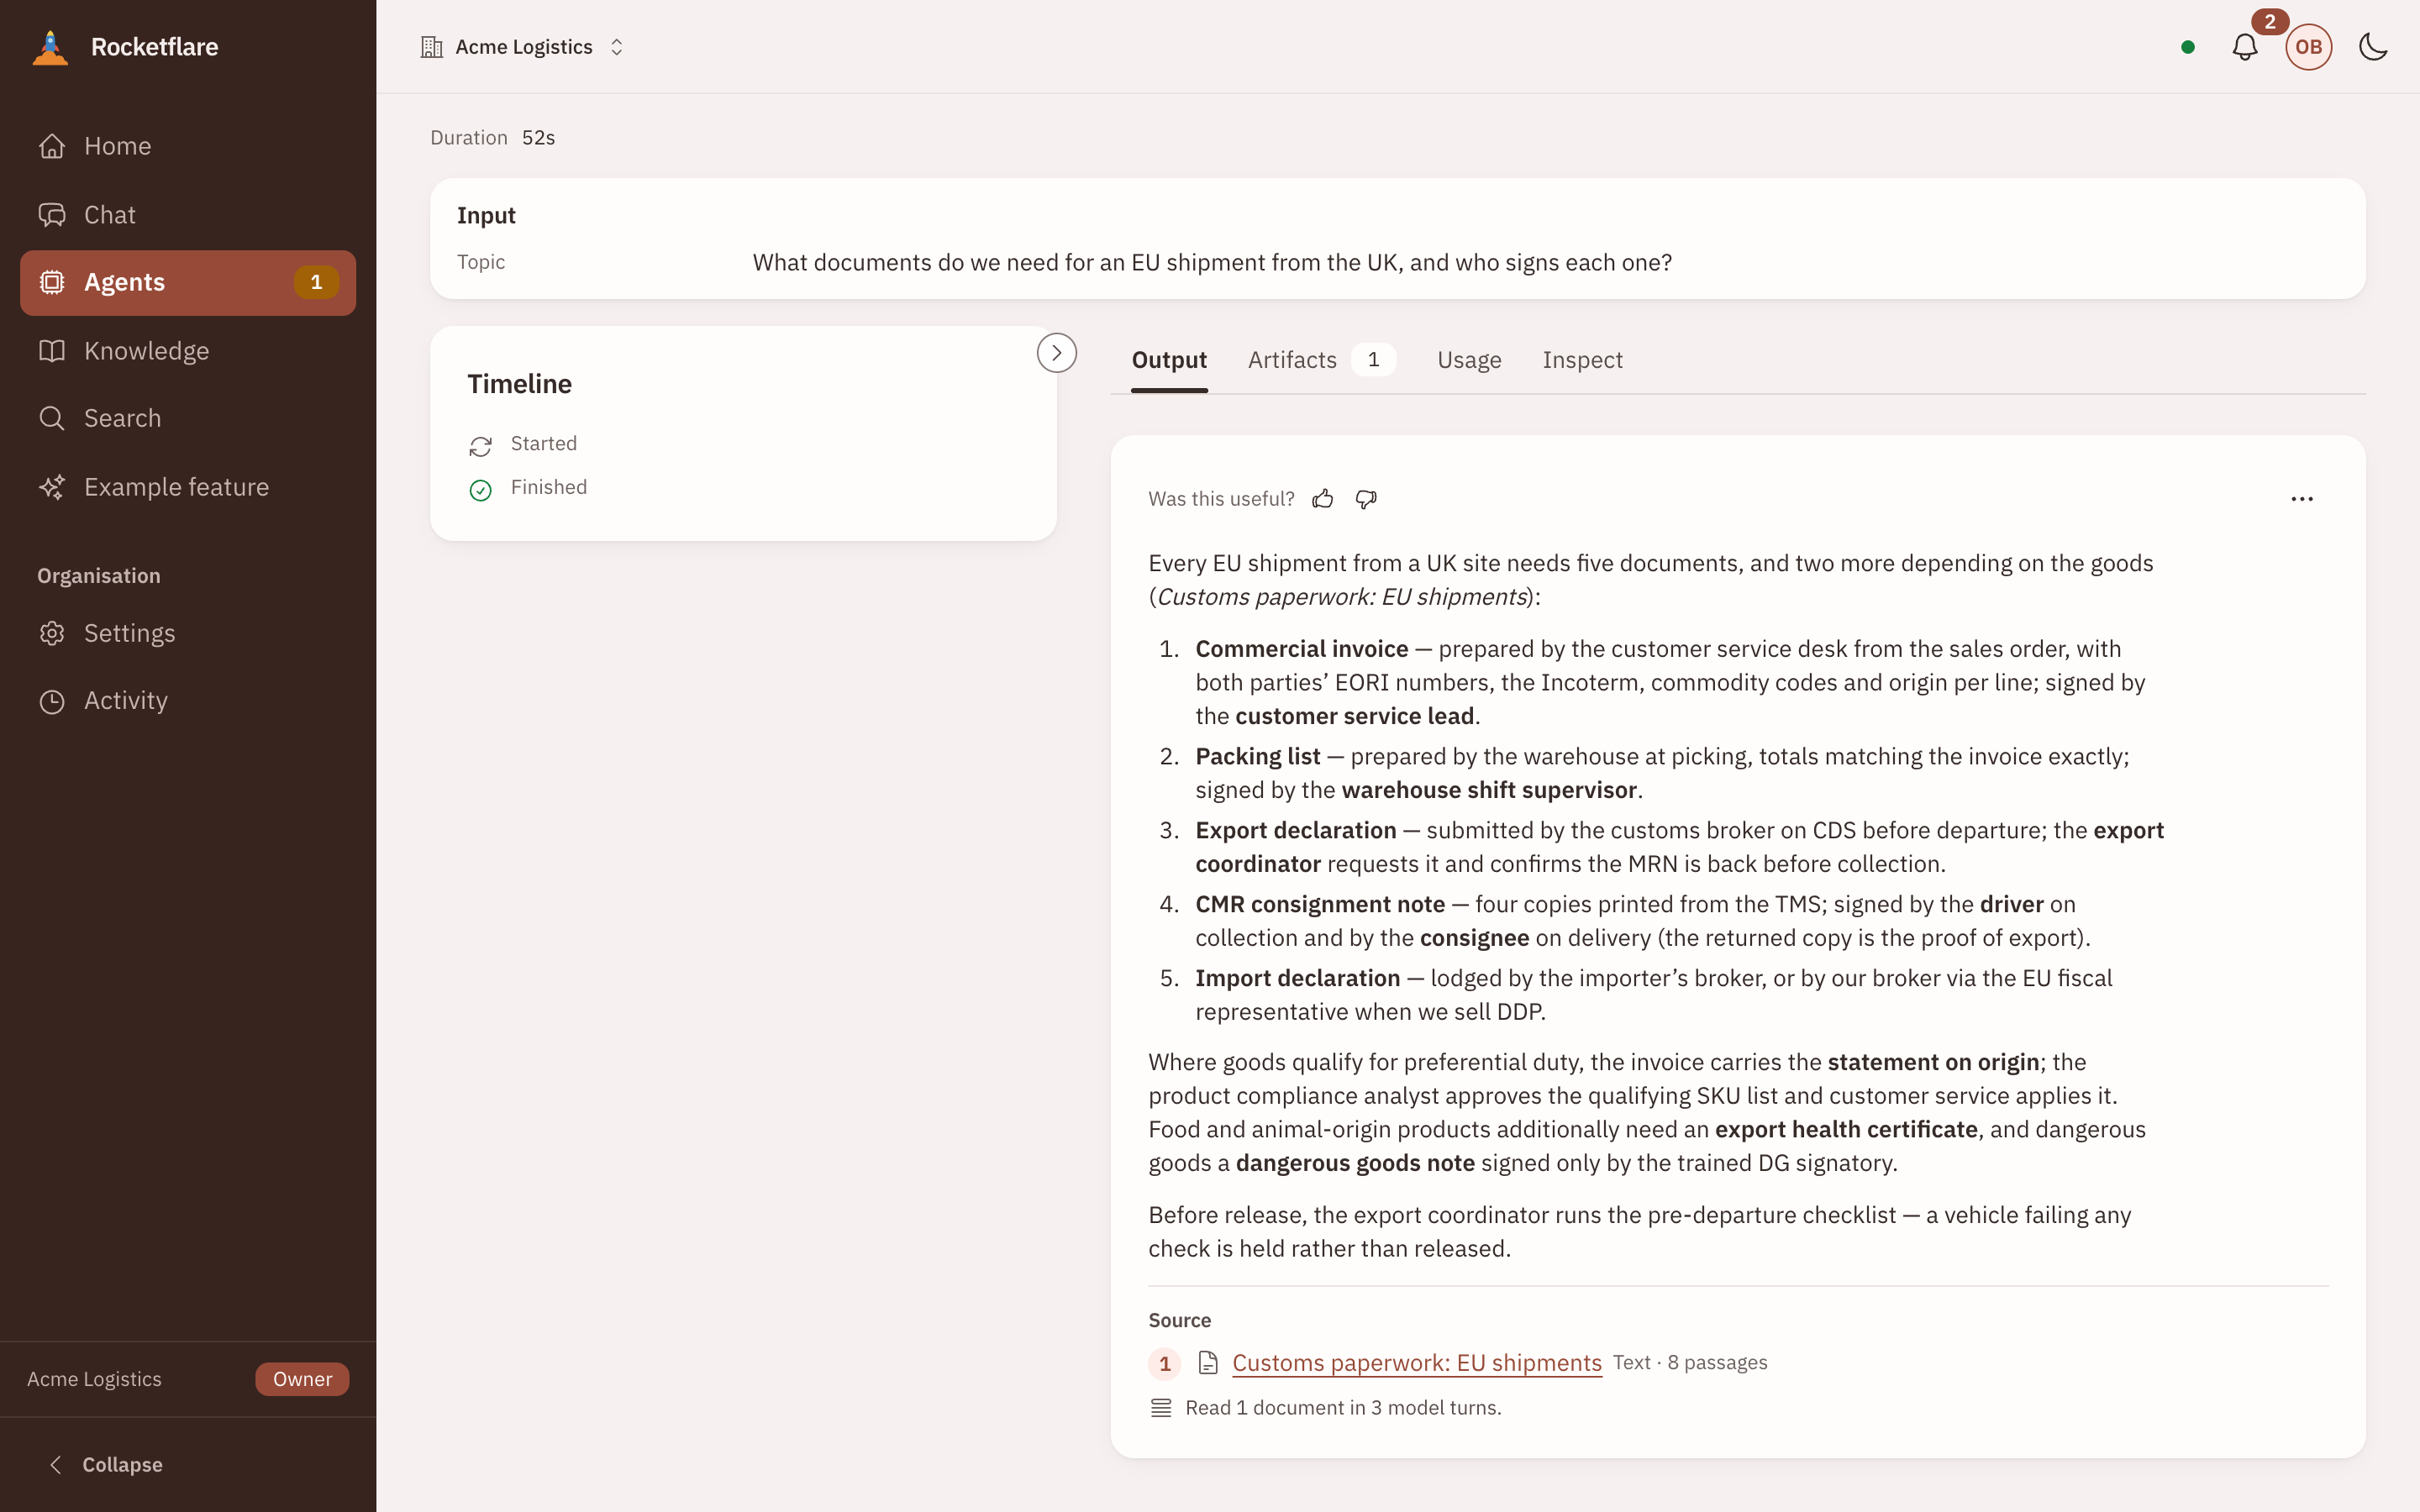 Rocketflare
Home
Chat
Agents 1
Knowledge
Search
Example feature
Organisation
Settings
Activity
Acme Logistics Owner
Collapse
Acme Logistics
2
OB
Duration 52s
Input
Topic What documents do we need for an EU shipment from the UK, and who signs each one?
Timeline
Started
Finished
Output Artifacts 1 Usage Inspect
Was this useful?
Every EU shipment from a UK site needs five documents, and two more depending on the goods
(Customs paperwork: EU shipments):
1. Commercial invoice — prepared by the customer service desk from the sales order, with
both parties’ EORI numbers, the Incoterm, commodity codes and origin per line; signed by
the customer service lead.
2. Packing list — prepared by the warehouse at picking, totals matching the invoice exactly;
signed by the warehouse shift supervisor.
3. Export declaration — submitted by the customs broker on CDS before departure; the export
coordinator requests it and confirms the MRN is back before collection.
4. CMR consignment note — four copies printed from the TMS; signed by the driver on
collection and by the consignee on delivery (the returned copy is the proof of export).
5. Import declaration — lodged by the importer’s broker, or by our broker via the EU fiscal
representative when we sell DDP.
Where goods qualify for preferential duty, the invoice carries the statement on origin; the
product compliance analyst approves the qualifying SKU list and customer service applies it.
Food and animal-origin products additionally need an export health certificate, and dangerous
goods a dangerous goods note signed only by the trained DG signatory.
Before release, the export coordinator runs the pre-departure checklist — a vehicle failing any
check is held rather than released.
Source
1 Customs paperwork: EU shipments Text · 8 passages
Read 1 document in 3 model turns.